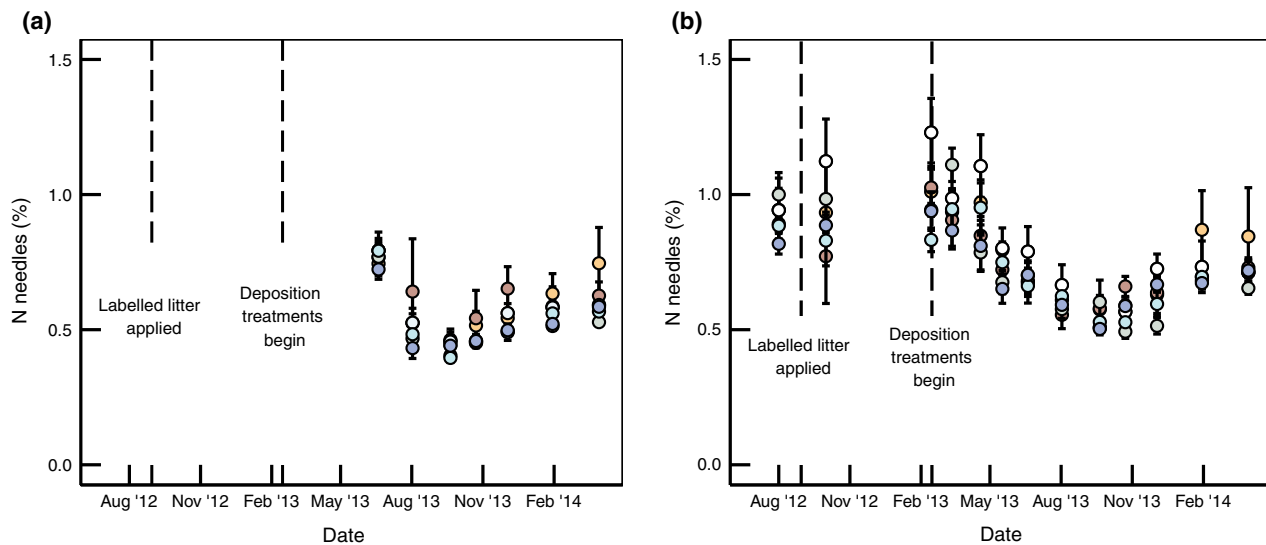 (a)
1.5
1.0
0.5
0.0
N needles (%)
Labelled litter
applied
Deposition
treatments
begin
Aug '12
Nov '12
Feb '13
May '13
Aug '13
Nov '13
Feb '14
Date
(b)
1.5
1.0
0.5
0.0
N needles (%)
Labelled litter
applied
Deposition
treatments
begin
Aug '12
Nov '12
Feb '13
May '13
Aug '13
Nov '13
Feb '14
Date